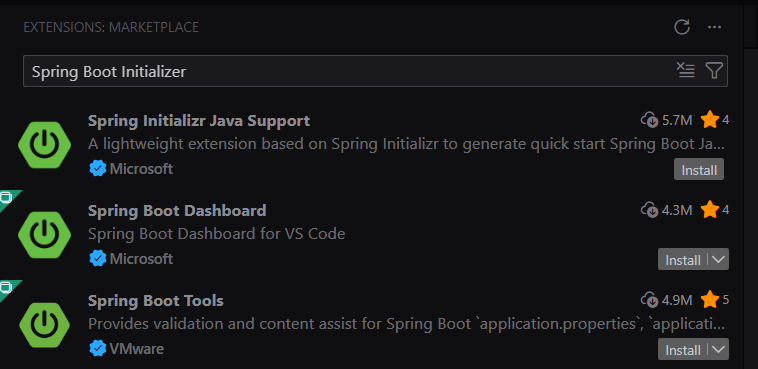 EXTENSIONS: MARKETPLACE
Spring Boot Initializer
Spring Initializr Java Support 5.7M 4
A lightweight extension based on Spring Initializr to generate quick start Spring Boot Ja...
Microsoft Install
Spring Boot Dashboard 4.3M 4
Spring Boot Dashboard for VS Code
Microsoft Install
Spring Boot Tools 4.9M 5
Provides validation and content assist for Spring Boot `application.properties`, `applicati...
VMware Install